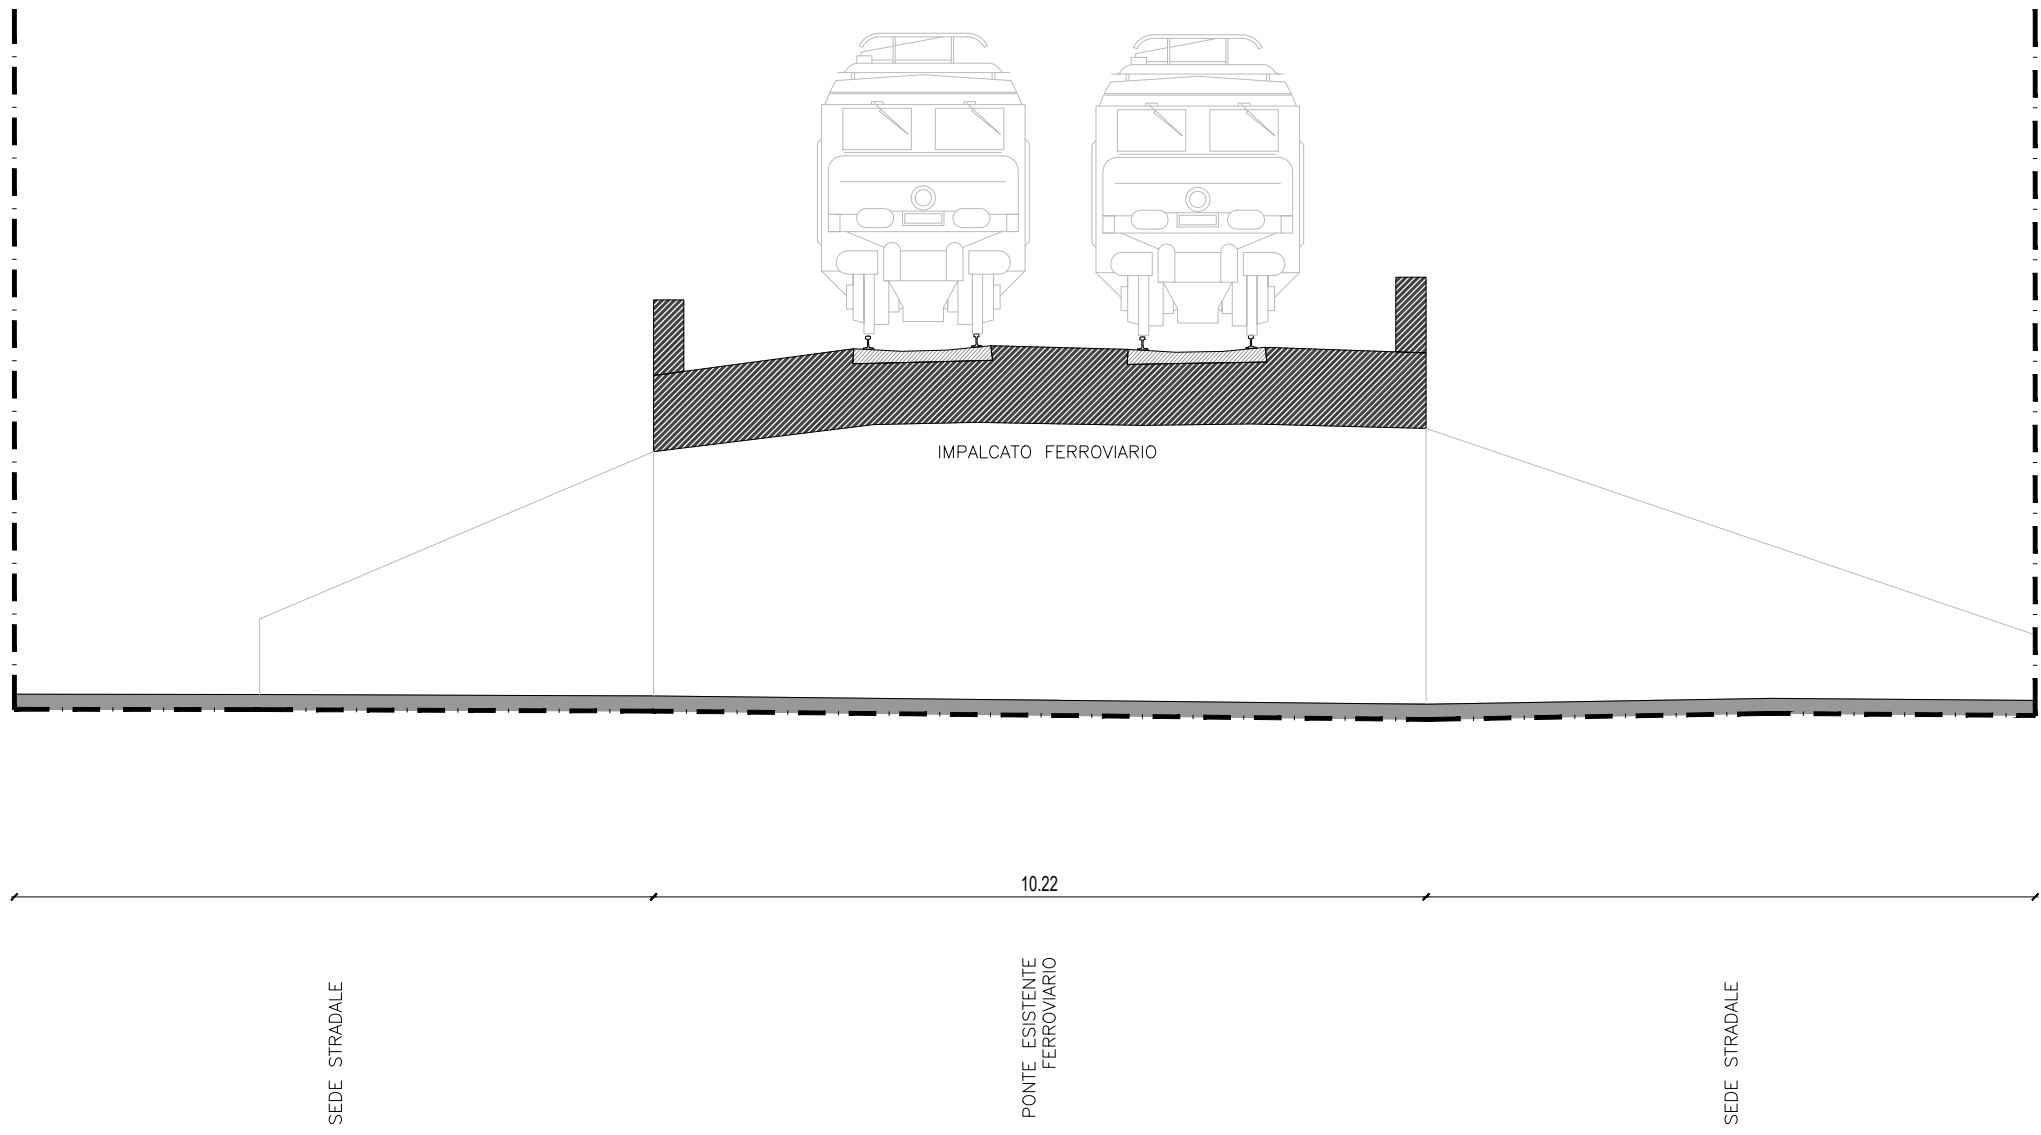 IMPALCATO FERROVIARIO
10.22
SEDE STRADALE
PONTE ESISTENTE
FERROVIARIO
SEDE STRADALE